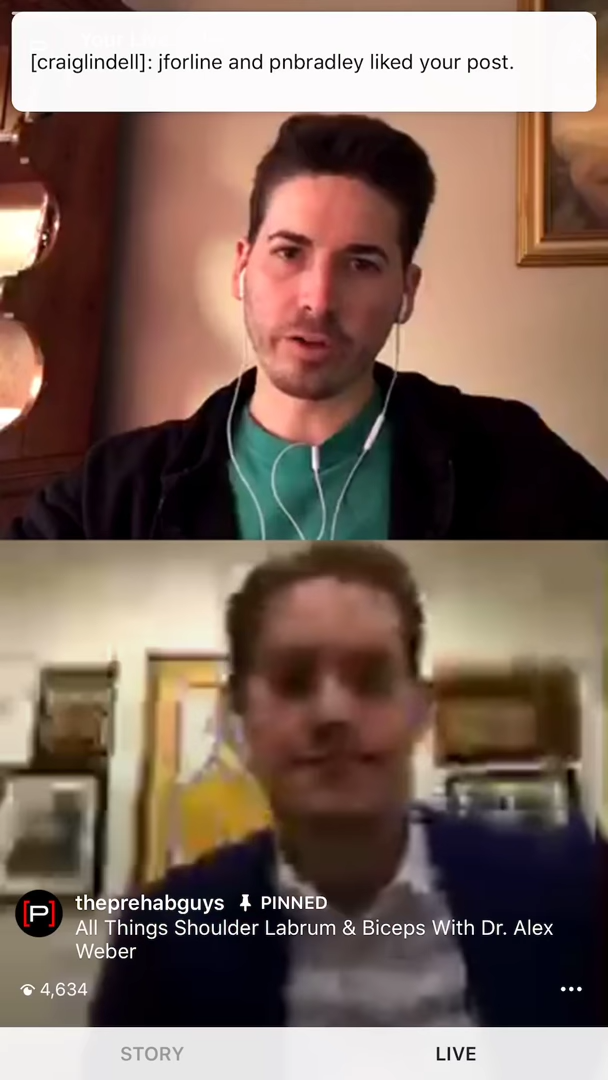 [craiglindell]: jforline and pnbradley liked your post.
theprehabguys PINNED
All Things Shoulder Labrum & Biceps With Dr. Alex
Weber
4,634
STORY LIVE